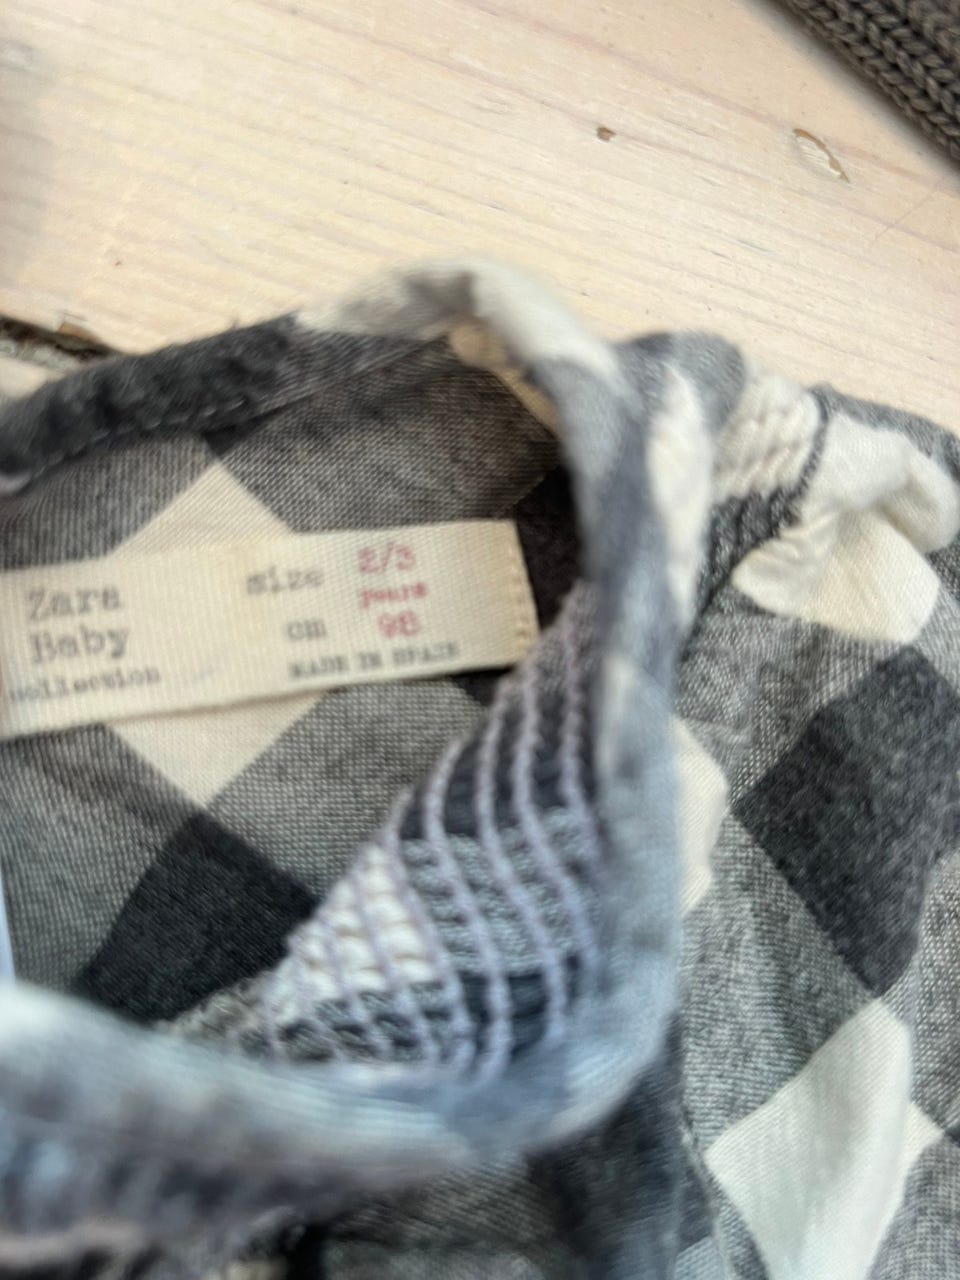 Zara
Baby
collection
size 2/3
years
cm 98
MADE IN SPAIN